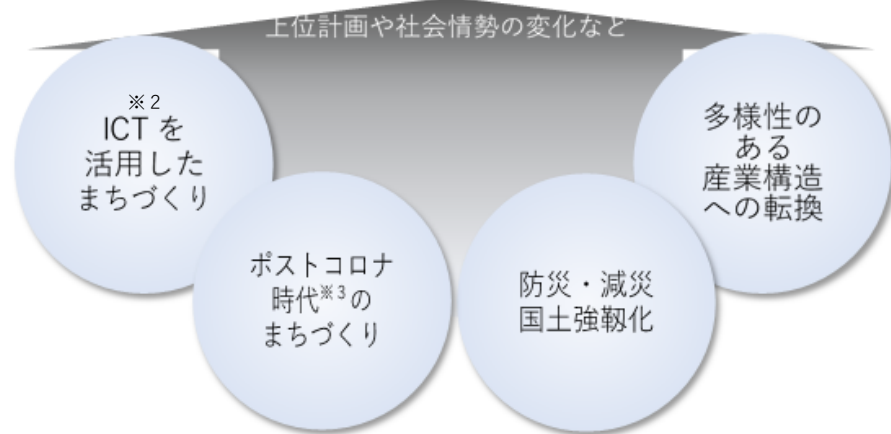 上位計画や社会情勢の変化など
※2
ICTを
活用した
まちづくり
ポストコロナ
時代※3の
まちづくり
防災・減災
国土強靱化
多様性の
ある
産業構造
への転換